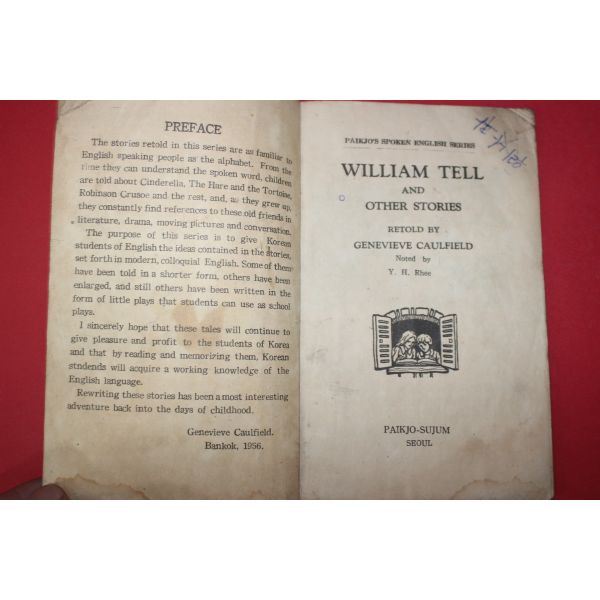 PREFACE
The stories retold in this series are as familiar to
English speaking people as the alphabet. From the
time they can understand the spoken word, children
are told about Cinderella, The Hare and the Tortoise,
Robinson Crusoe and the rest, and, as they grew up,
they constantly find references to these old friends in
literature, drama, moving pictures and conversation.
The purpose of this series is to give Korean
students of English the ideas contained in the stories,
set forth in modern, colloquial English. Some of them
have been told in a shorter form, others have been
enlarged, and still others have been written in the
form of little plays that students can use as school
plays.
I sincerely hope that these tales will continue to
give pleasure and profit to the students of Korea
and that by reading and memorizing them, Korean
stndends will acquire a working knowledge of the
English language.
Rewriting these stories has been a most interesting
adventure back into the days of childhood.
Genevieve Caulfield.
Bankok, 1956.
PAIKJO'S SPOKEN ENGLISH SERIES
WILLIAM TELL
AND
OTHER STORIES
RETOLD BY
GENEVIEVE CAULFIELD
Noted by
Y. H. Rhee
PAIKJO-SUJUM
SEOUL